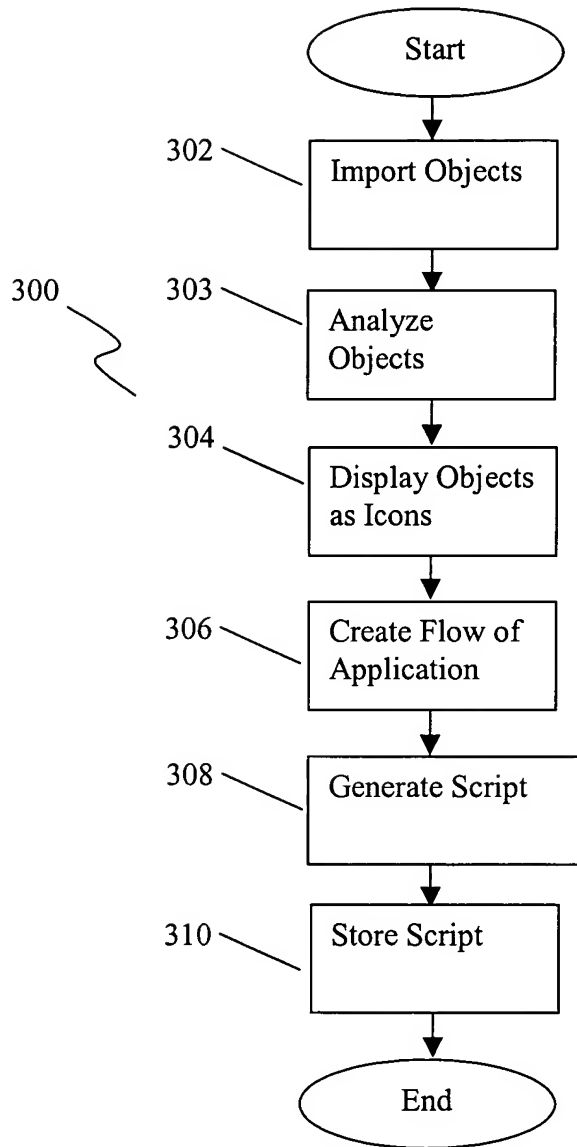 Start
302
Import Objects
300
303
Analyze
Objects
304
Display Objects
as Icons
306
Create Flow of
Application
308
Generate Script
310
Store Script
End